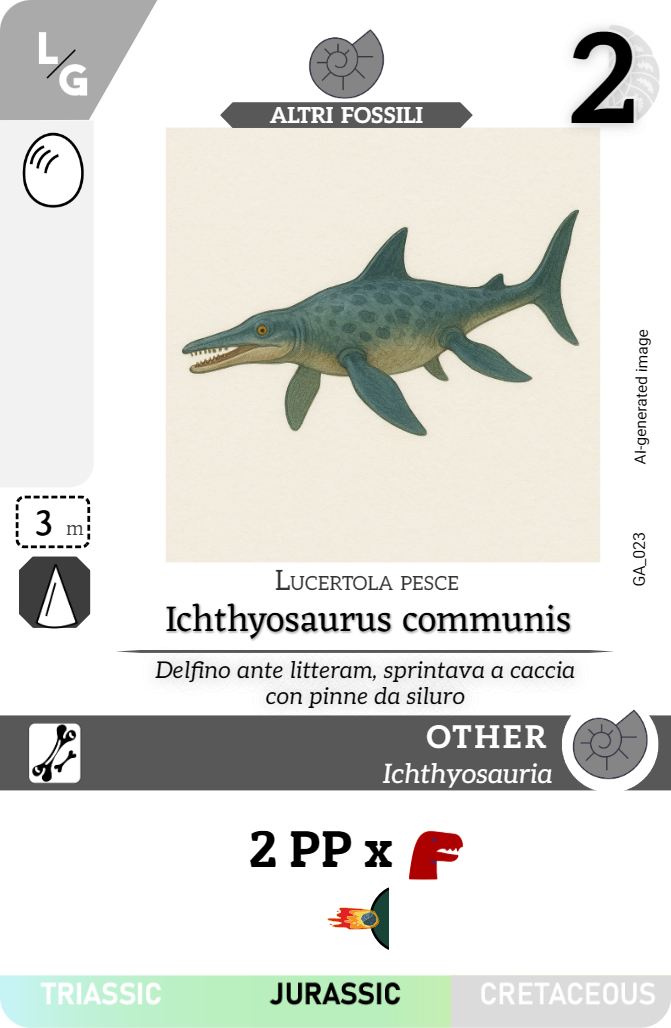 L/G
ALTRI FOSSILI
2
AI-generated image
3 m
GA_023
LUCERTOLA PESCE
Ichthyosaurus communis
Delfino ante litteram, sprintava a caccia
con pinne da siluro
OTHER
Ichthyosauria
2 PP x
TRIASSIC JURASSIC CRETACEOUS